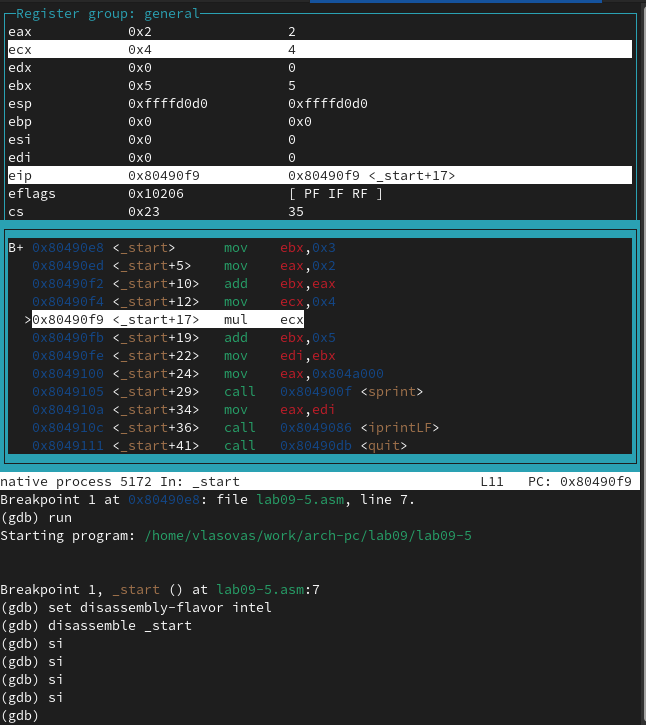 Register group: general
eax 0x2 2
ecx 0x4 4
edx 0x0 0
ebx 0x5 5
esp 0xffffd0d0 0xffffd0d0
ebp 0x0 0x0
esi 0x0 0
edi 0x0 0
eip 0x80490f9 0x80490f9 <_start+17>
eflags 0x10206 [ PF IF RF ]
cs 0x23 35
B+ 0x80490e8 <_start> mov ebx,0x3
0x80490ed <_start+5> mov eax,0x2
0x80490f2 <_start+10> add ebx,eax
0x80490f4 <_start+12> mov ecx,0x4
>0x80490f9 <_start+17> mul ecx
0x80490fb <_start+19> add ebx,0x5
0x80490fe <_start+22> mov edi,ebx
0x8049100 <_start+24> mov eax,0x804a000
0x8049105 <_start+29> call 0x804900f <sprint>
0x804910a <_start+34> mov eax,edi
0x804910c <_start+36> call 0x8049086 <iprintLF>
0x8049111 <_start+41> call 0x80490db <quit>
native process 5172 In: _start L11 PC: 0x80490f9
Breakpoint 1 at 0x80490e8: file lab09-5.asm, line 7.
(gdb) run
Starting program: /home/vlasovas/work/arch-pc/lab09/lab09-5
Breakpoint 1, _start () at lab09-5.asm:7
(gdb) set disassembly-flavor intel
(gdb) disassemble _start
(gdb) si
(gdb) si
(gdb) si
(gdb) si
(gdb)